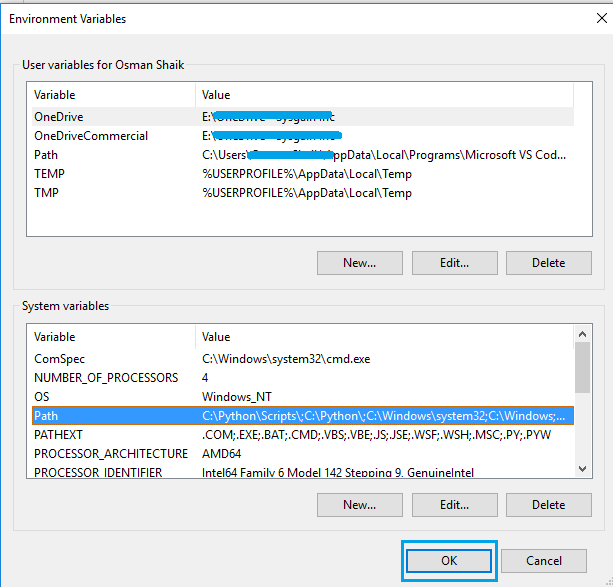 Environment Variables
User variables for Osman Shaik
Variable Value
OneDrive E:\
OneDriveCommercial E:\
Path C:\Users\ \AppData\Local\Programs\Microsoft VS Cod...
TEMP %USERPROFILE%\AppData\Local\Temp
TMP %USERPROFILE%\AppData\Local\Temp
New... Edit... Delete
System variables
Variable Value
ComSpec C:\Windows\system32\cmd.exe
NUMBER_OF_PROCESSORS 4
OS Windows_NT
Path C:\Python\Scripts\;C:\Python\;C:\Windows\system32;C:\Windows;...
PATHEXT .COM;.EXE;.BAT;.CMD;.VBS;.VBE;.JS;.JSE;.WSF;.WSH;.MSC;.PY;.PYW
PROCESSOR_ARCHITECTURE AMD64
PROCESSOR_IDENTIFIER Intel64 Family 6 Model 142 Stepping 9, GenuineIntel
New... Edit... Delete
OK Cancel